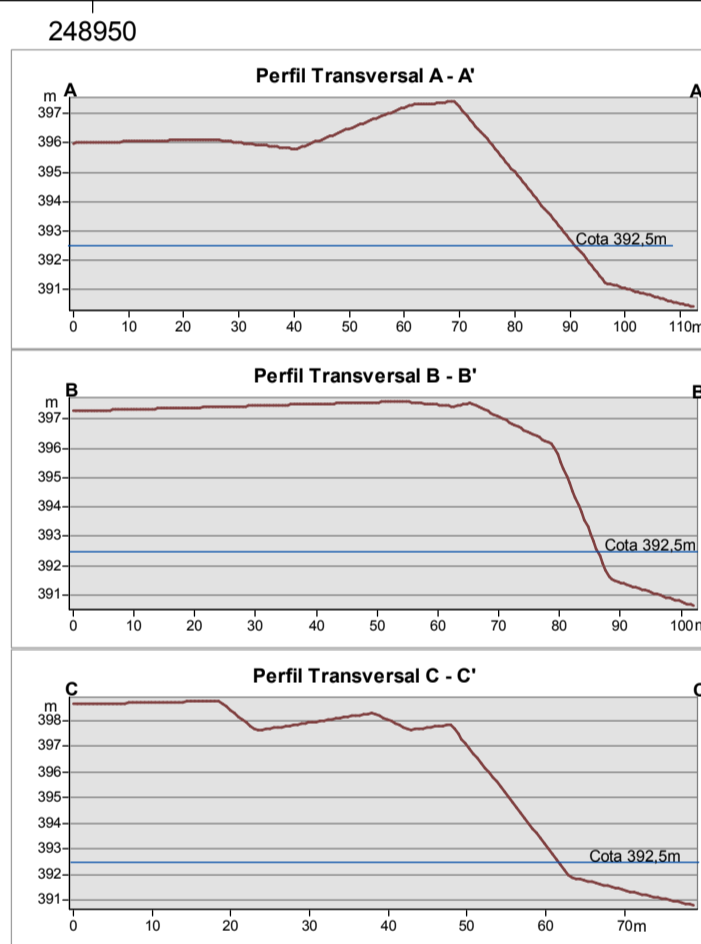 248950
Perfil Transversal A - A'
A A
m
397
396
395
394
393
Cota 392,5m
392
391
0 10 20 30 40 50 60 70 80 90 100 110m
Perfil Transversal B - B'
B
m
397
396
395
394
393
Cota 392,5m
392
391
0 10 20 30 40 50 60 70 80 90 100
Perfil Transversal C - C'
C
m
398
397
396
395
394
393
Cota 392,5m
392
391
0 10 20 30 40 50 60 70m